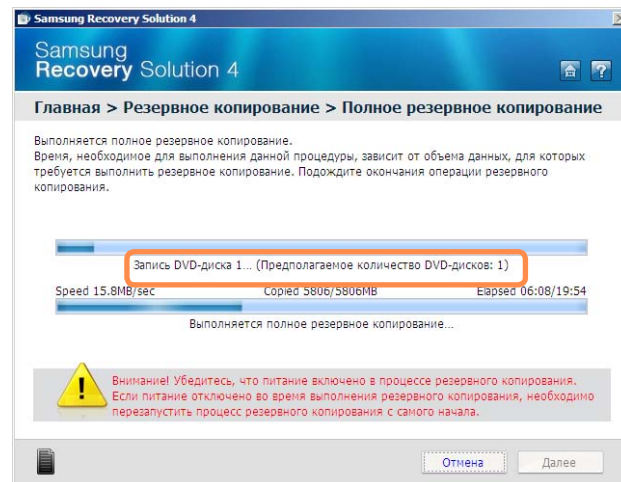 Samsung Recovery Solution 4
Samsung
Recovery Solution 4
Главная > Резервное копирование > Полное резервное копирование
Выполняется полное резервное копирование.
Время, необходимое для выполнения данной процедуры, зависит от объема данных, для которых
требуется выполнить резервное копирование. Подождите окончания операции резервного
копирования.
Запись DVD-диска 1... (Предполагаемое количество DVD-дисков: 1)
Speed 15.8MB/sec Copied 5806/5806MB Elapsed 06:08/19:54
Выполняется полное резервное копирование...
Внимание! Убедитесь, что питание включено в процессе резервного копирования.
Если питание отключено во время выполнения резервного копирования, необходимо
перезапустить процесс резервного копирования с самого начала.
Отмена Далее